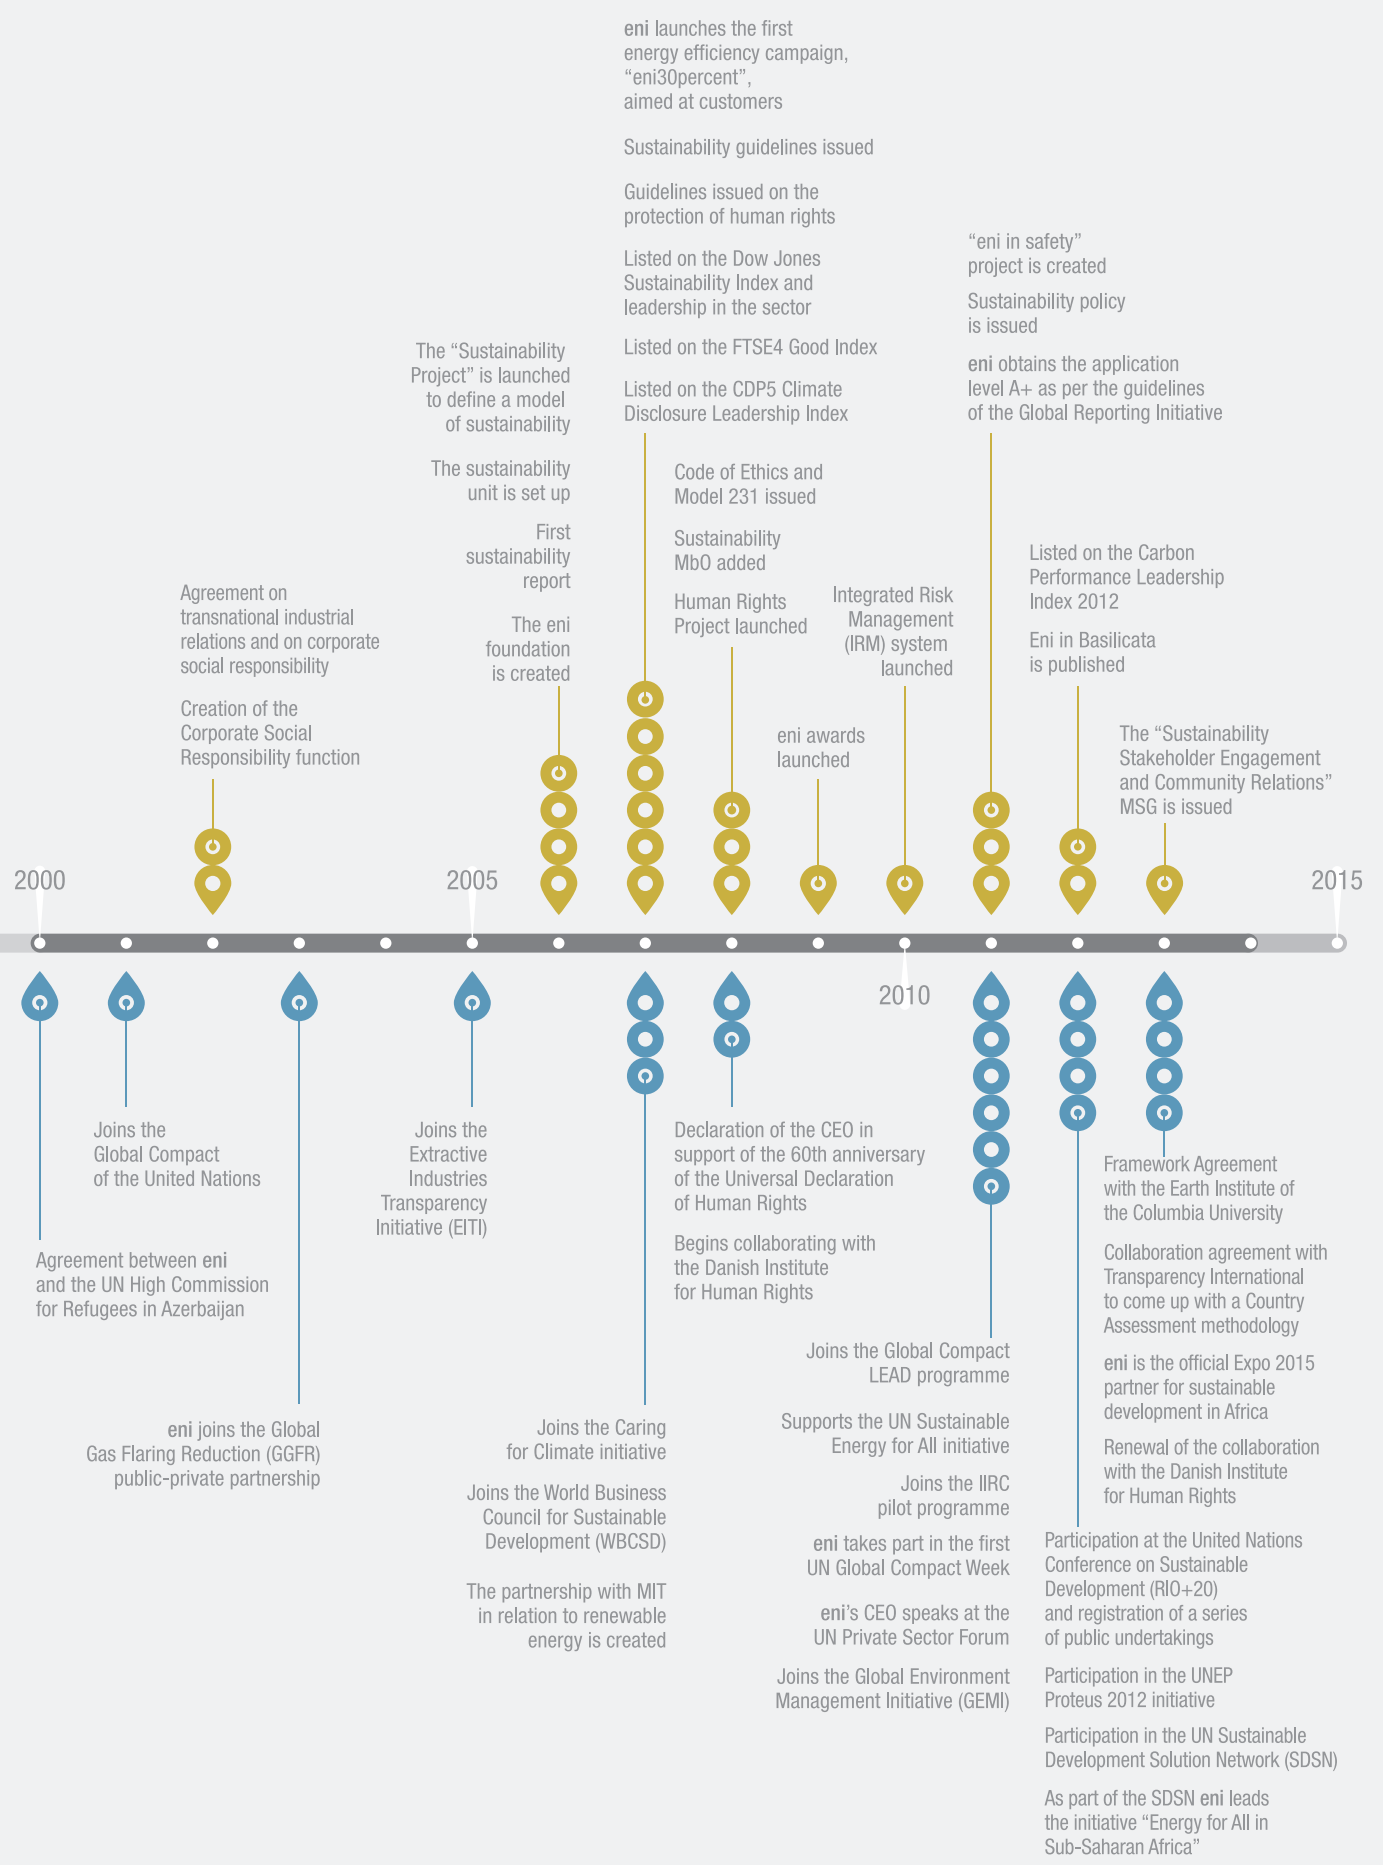 eni launches the first
energy efficiency campaign,
“eni30percent”,
aimed at customers
Sustainability guidelines issued
Guidelines issued on the
protection of human rights
Listed on the Dow Jones
Sustainability Index and
leadership in the sector
Listed on the FTSE4 Good Index
Listed on the CDP5 Climate
Disclosure Leadership Index
“eni in safety”
project is created
Sustainability policy
is issued
eni obtains the application
level A+ as per the guidelines
of the Global Reporting Initiative
The “Sustainability
Project” is launched
to define a model
of sustainability
The sustainability
unit is set up
First
sustainability
report
The eni
foundation
is created
Code of Ethics and
Model 231 issued
Sustainability
MbO added
Human Rights
Project launched
Agreement on
transnational industrial
relations and on corporate
social responsibility
Creation of the
Corporate Social
Responsibility function
Integrated Risk
Management
(IRM) system
launched
Listed on the Carbon
Performance Leadership
Index 2012
Eni in Basilicata
is published
eni awards
launched
The “Sustainability
Stakeholder Engagement
and Community Relations”
MSG is issued
2000
2005
2015
2010
Joins the
Global Compact
of the United Nations
Agreement between eni
and the UN High Commission
for Refugees in Azerbaijan
eni joins the Global
Gas Flaring Reduction (GGFR)
public-private partnership
Joins the
Extractive
Industries
Transparency
Initiative (EITI)
Joins the Caring
for Climate initiative
Joins the World Business
Council for Sustainable
Development (WBCSD)
The partnership with MIT
in relation to renewable
energy is created
Declaration of the CEO in
support of the 60th anniversary
of the Universal Declaration
of Human Rights
Begins collaborating with
the Danish Institute
for Human Rights
Joins the Global Compact
LEAD programme
Supports the UN Sustainable
Energy for All initiative
Joins the IIRC
pilot programme
eni takes part in the first
UN Global Compact Week
eni’s CEO speaks at the
UN Private Sector Forum
Joins the Global Environment
Management Initiative (GEMI)
Framework Agreement
with the Earth Institute of
the Columbia University
Collaboration agreement with
Transparency International
to come up with a Country
Assessment methodology
eni is the official Expo 2015
partner for sustainable
development in Africa
Renewal of the collaboration
with the Danish Institute
for Human Rights
Participation at the United Nations
Conference on Sustainable
Development (RIO+20)
and registration of a series
of public undertakings
Participation in the UNEP
Proteus 2012 initiative
Participation in the UN Sustainable
Development Solution Network (SDSN)
As part of the SDSN eni leads
the initiative “Energy for All in
Sub-Saharan Africa”